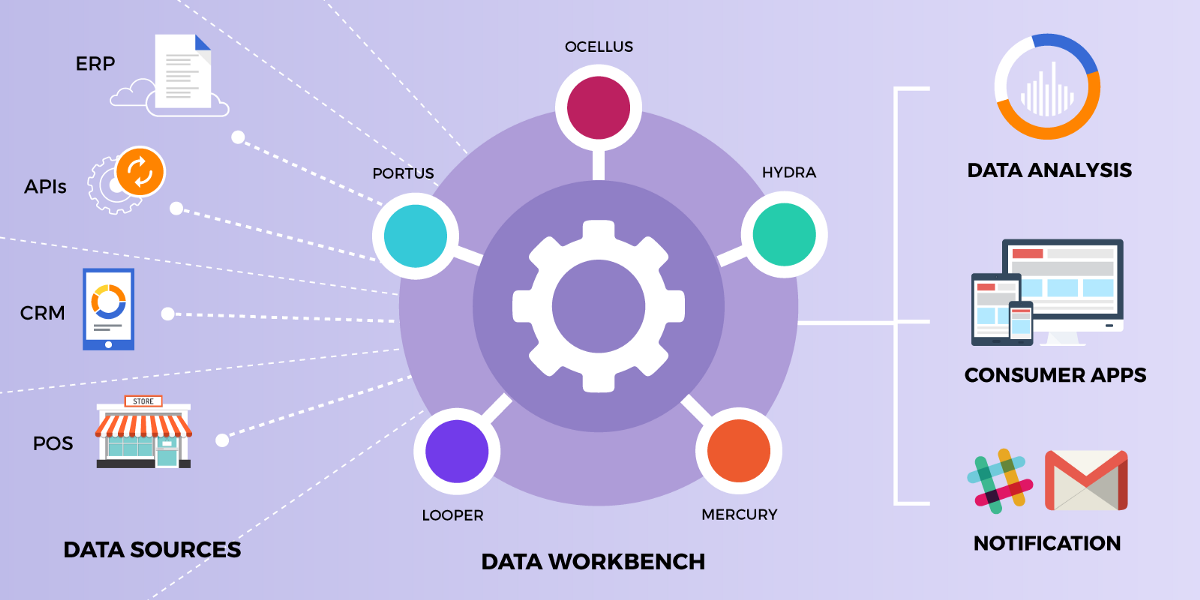 ERP
APIs
CRM
STORE
POS
DATA SOURCES
OCELLUS
PORTUS
HYDRA
LOOPER
MERCURY
DATA WORKBENCH
DATA ANALYSIS
CONSUMER APPS
NOTIFICATION